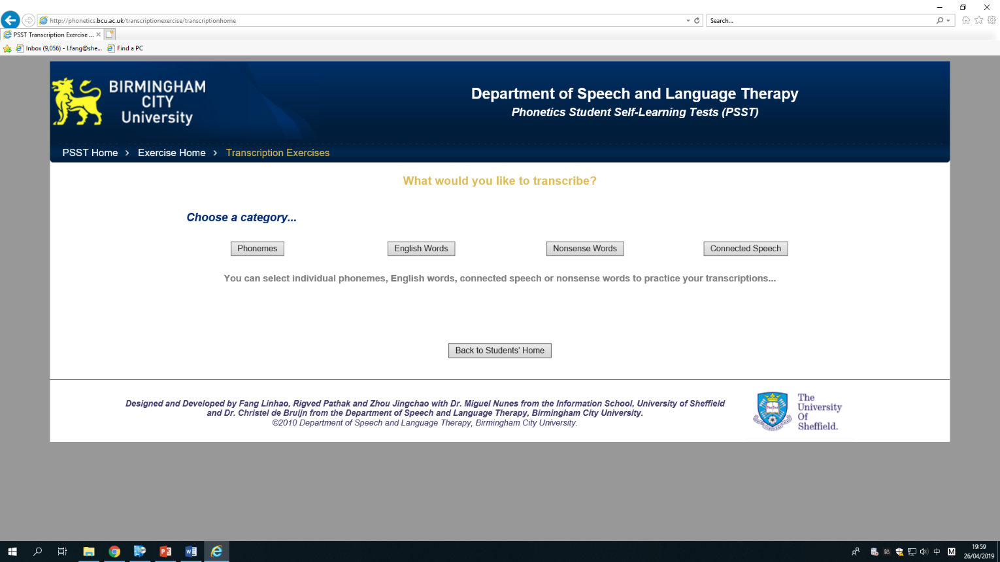 http://phonetics.bcu.ac.uk/transcriptionexercise/transcriptionhome
Search...
PSST Transcription Exercise ...
Inbox (9,056) - l.fang@she...
Find a PC
BIRMINGHAM
CITY
University
Department of Speech and Language Therapy
Phonetics Student Self-Learning Tests (PSST)
PSST Home > Exercise Home > Transcription Exercises
What would you like to transcribe?
Choose a category...
Phonemes
English Words
Nonsense Words
Connected Speech
You can select individual phonemes, English words, connected speech or nonsense words to practice your transcriptions...
Back to Students' Home
Designed and Developed by Fang Linhao, Rigved Pathak and Zhou Jingchao with Dr. Miguel Nunes from the Information School, University of Sheffield
and Dr. Christel de Bruijn from the Department of Speech and Language Therapy, Birmingham City University.
©2010 Department of Speech and Language Therapy, Birmingham City University.
The
University
Of
Sheffield.
中
M
19:59
26/04/2019